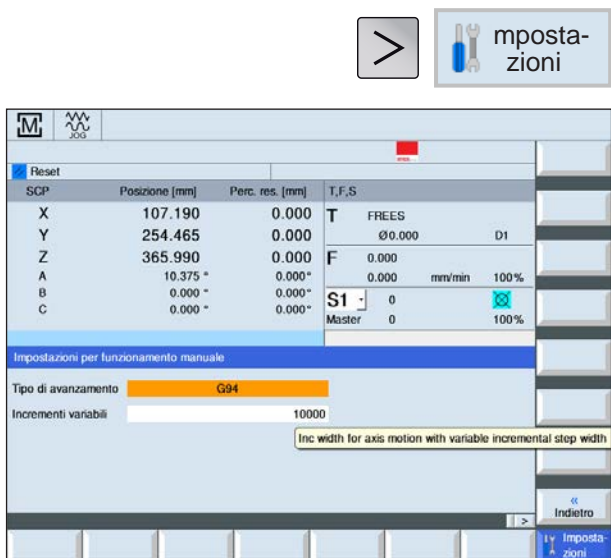 >
mposta-
zioni
M
JOG
Reset
SCP Posizione [mm] Perc. res. [mm] T,F,S
X 107.190 0.000 T FREES
Y 254.465 0.000 Ø0.000 D1
Z 365.990 0.000 F 0.000
A 10.375 ° 0.000° 0.000 mm/min 100%
B 0.000 ° 0.000° S1 0
C 0.000 ° 0.000° Master 0 100%
Impostazioni per funzionamento manuale
Tipo di avanzamento G94
Incrementi variabili 10000
Inc width for axis motion with variable incremental step width
«
Indietro
>
Imposta-
zioni